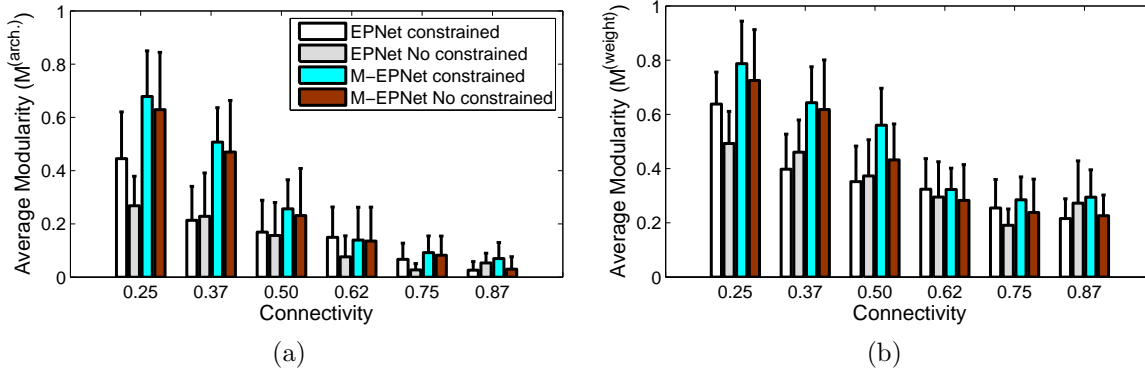 Average Modularity (M^(arch.))
1
0.8
0.6
0.4
0.2
0
EPNet constrained
EPNet No constrained
M−EPNet constrained
M−EPNet No constrained
0.25 0.37 0.50 0.62 0.75 0.87
Connectivity
(a)
Average Modularity (M^(weight))
1
0.8
0.6
0.4
0.2
0
0.25 0.37 0.50 0.62 0.75 0.87
Connectivity
(b)